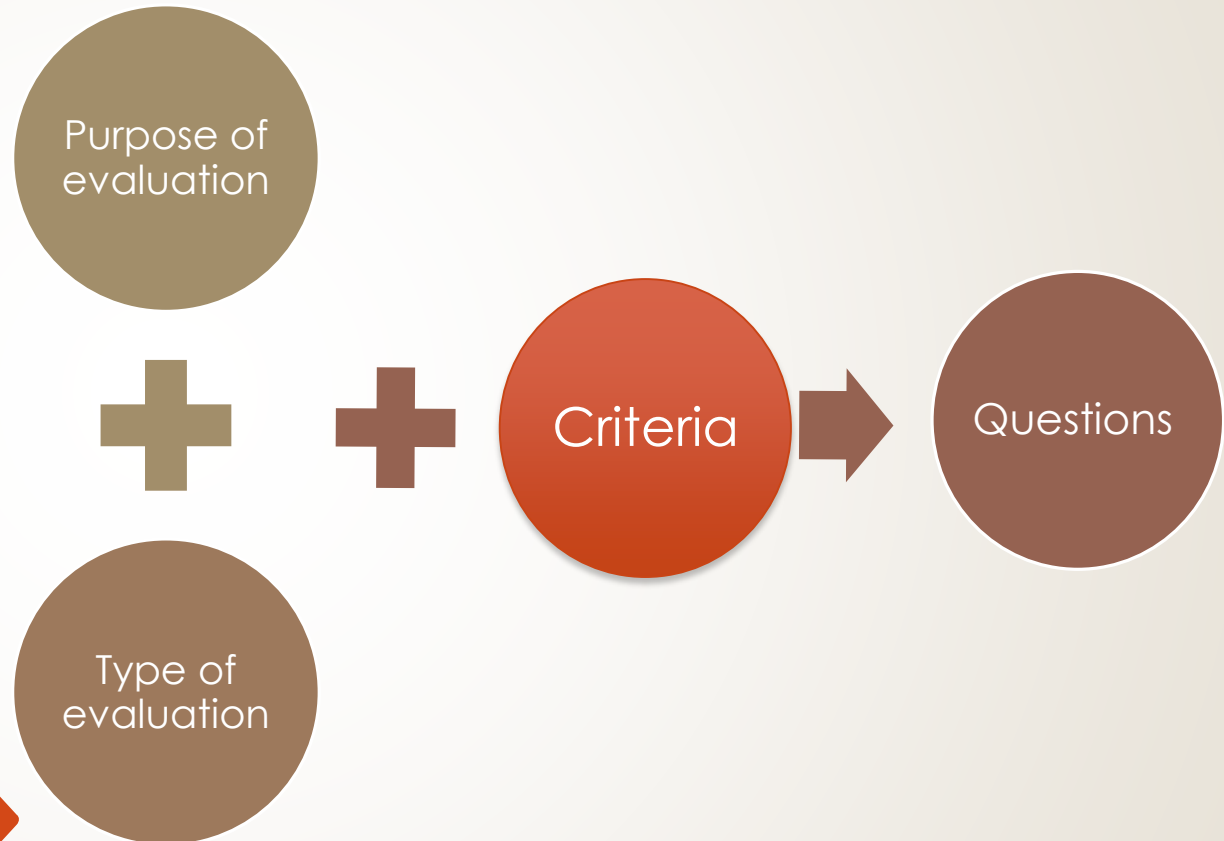 Purpose of
evaluation
Type of
evaluation
Criteria
Questions